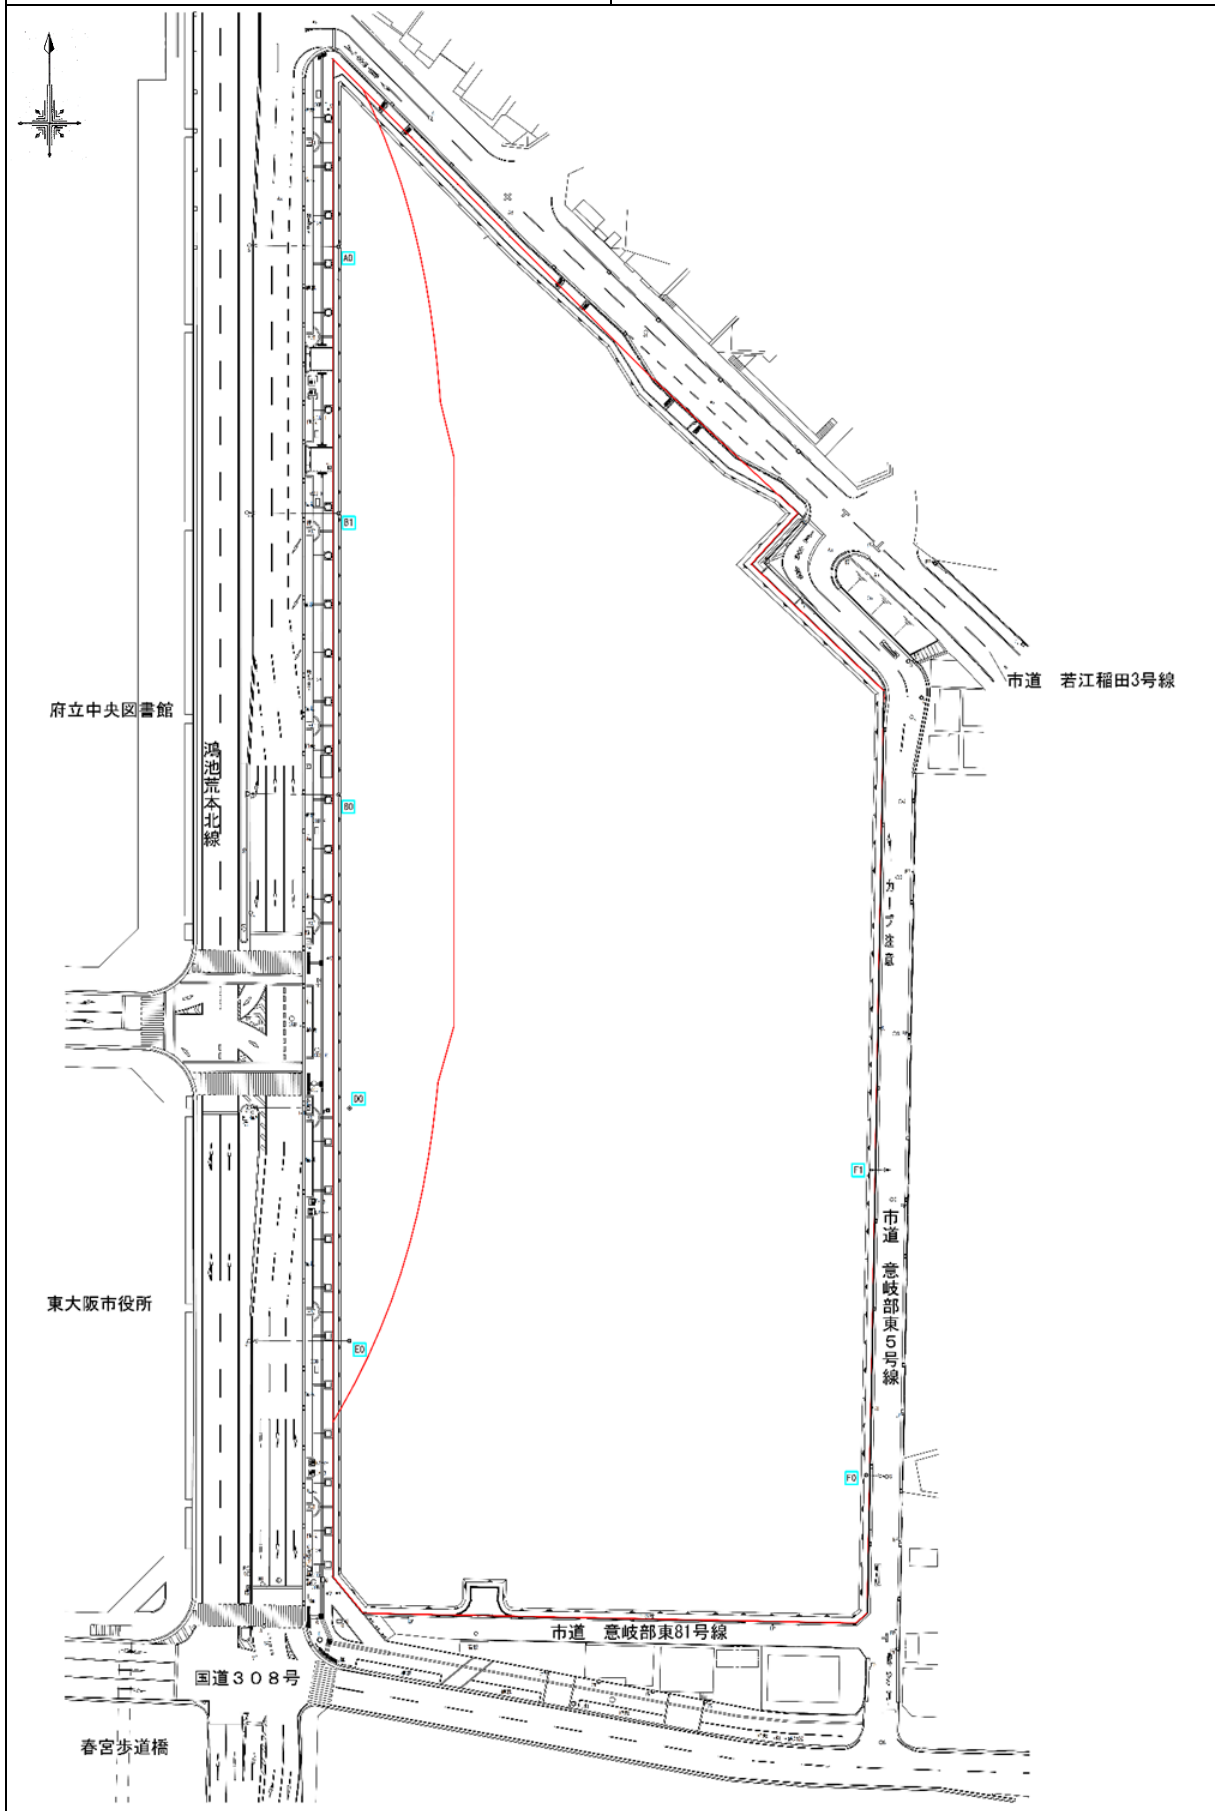 A0
B1
市道　若江稲田3号線
府立中央図書館
鴻池荒本北線
B0
カーブ注意
D0
F1
市道　意岐部東５号線
東大阪市役所
E0
F0
市道　意岐部東81号線
国道３０８号
春宮歩道橋